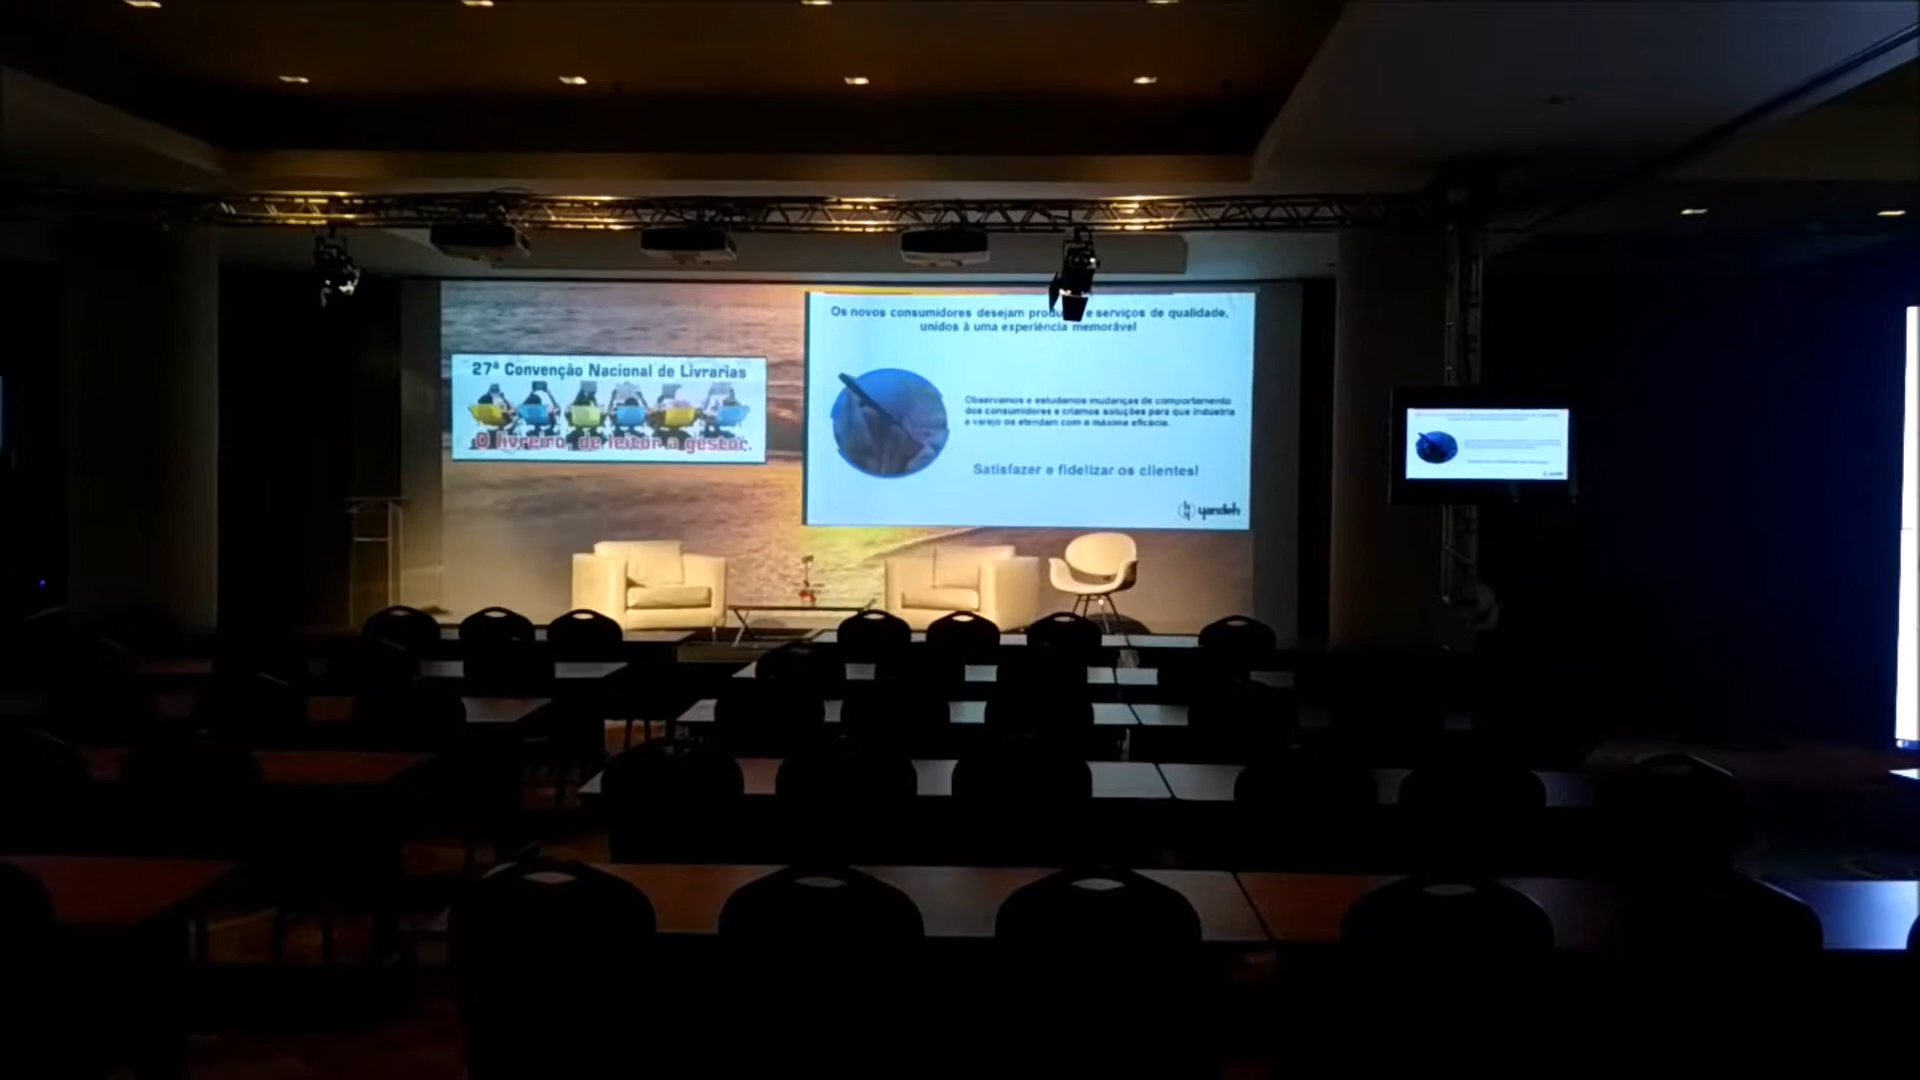 27ª Convenção Nacional de Livrarias
O livreiro, de leitor a gestor.
Os novos consumidores desejam produ e serviços de qualidade,
unidos à uma experiência memorável
Observamos e estudamos mudanças de comportamento
dos consumidores e criamos soluções para que indústria
e varejo os atendam com a máxima eficácia.
Satisfazer e fidelizar os clientes!
yandeh